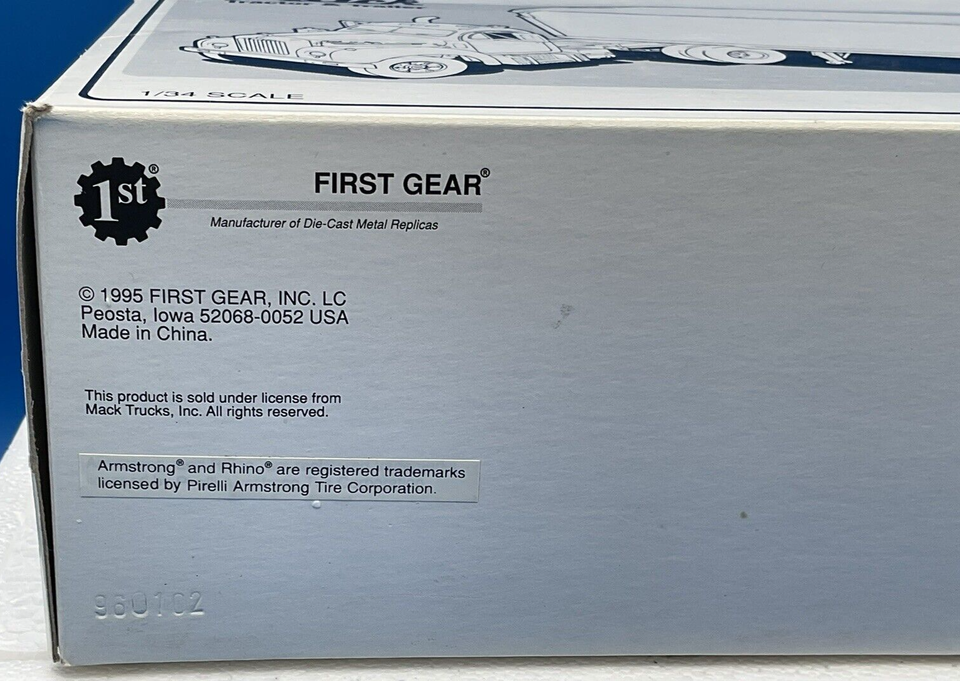 1/34 SCALE
1st®
FIRST GEAR®
Manufacturer of Die-Cast Metal Replicas
© 1995 FIRST GEAR, INC. LC
Peosta, Iowa 52068-0052 USA
Made in China.
This product is sold under license from
Mack Trucks, Inc. All rights reserved.
Armstrong® and Rhino® are registered trademarks
licensed by Pirelli Armstrong Tire Corporation.
960102